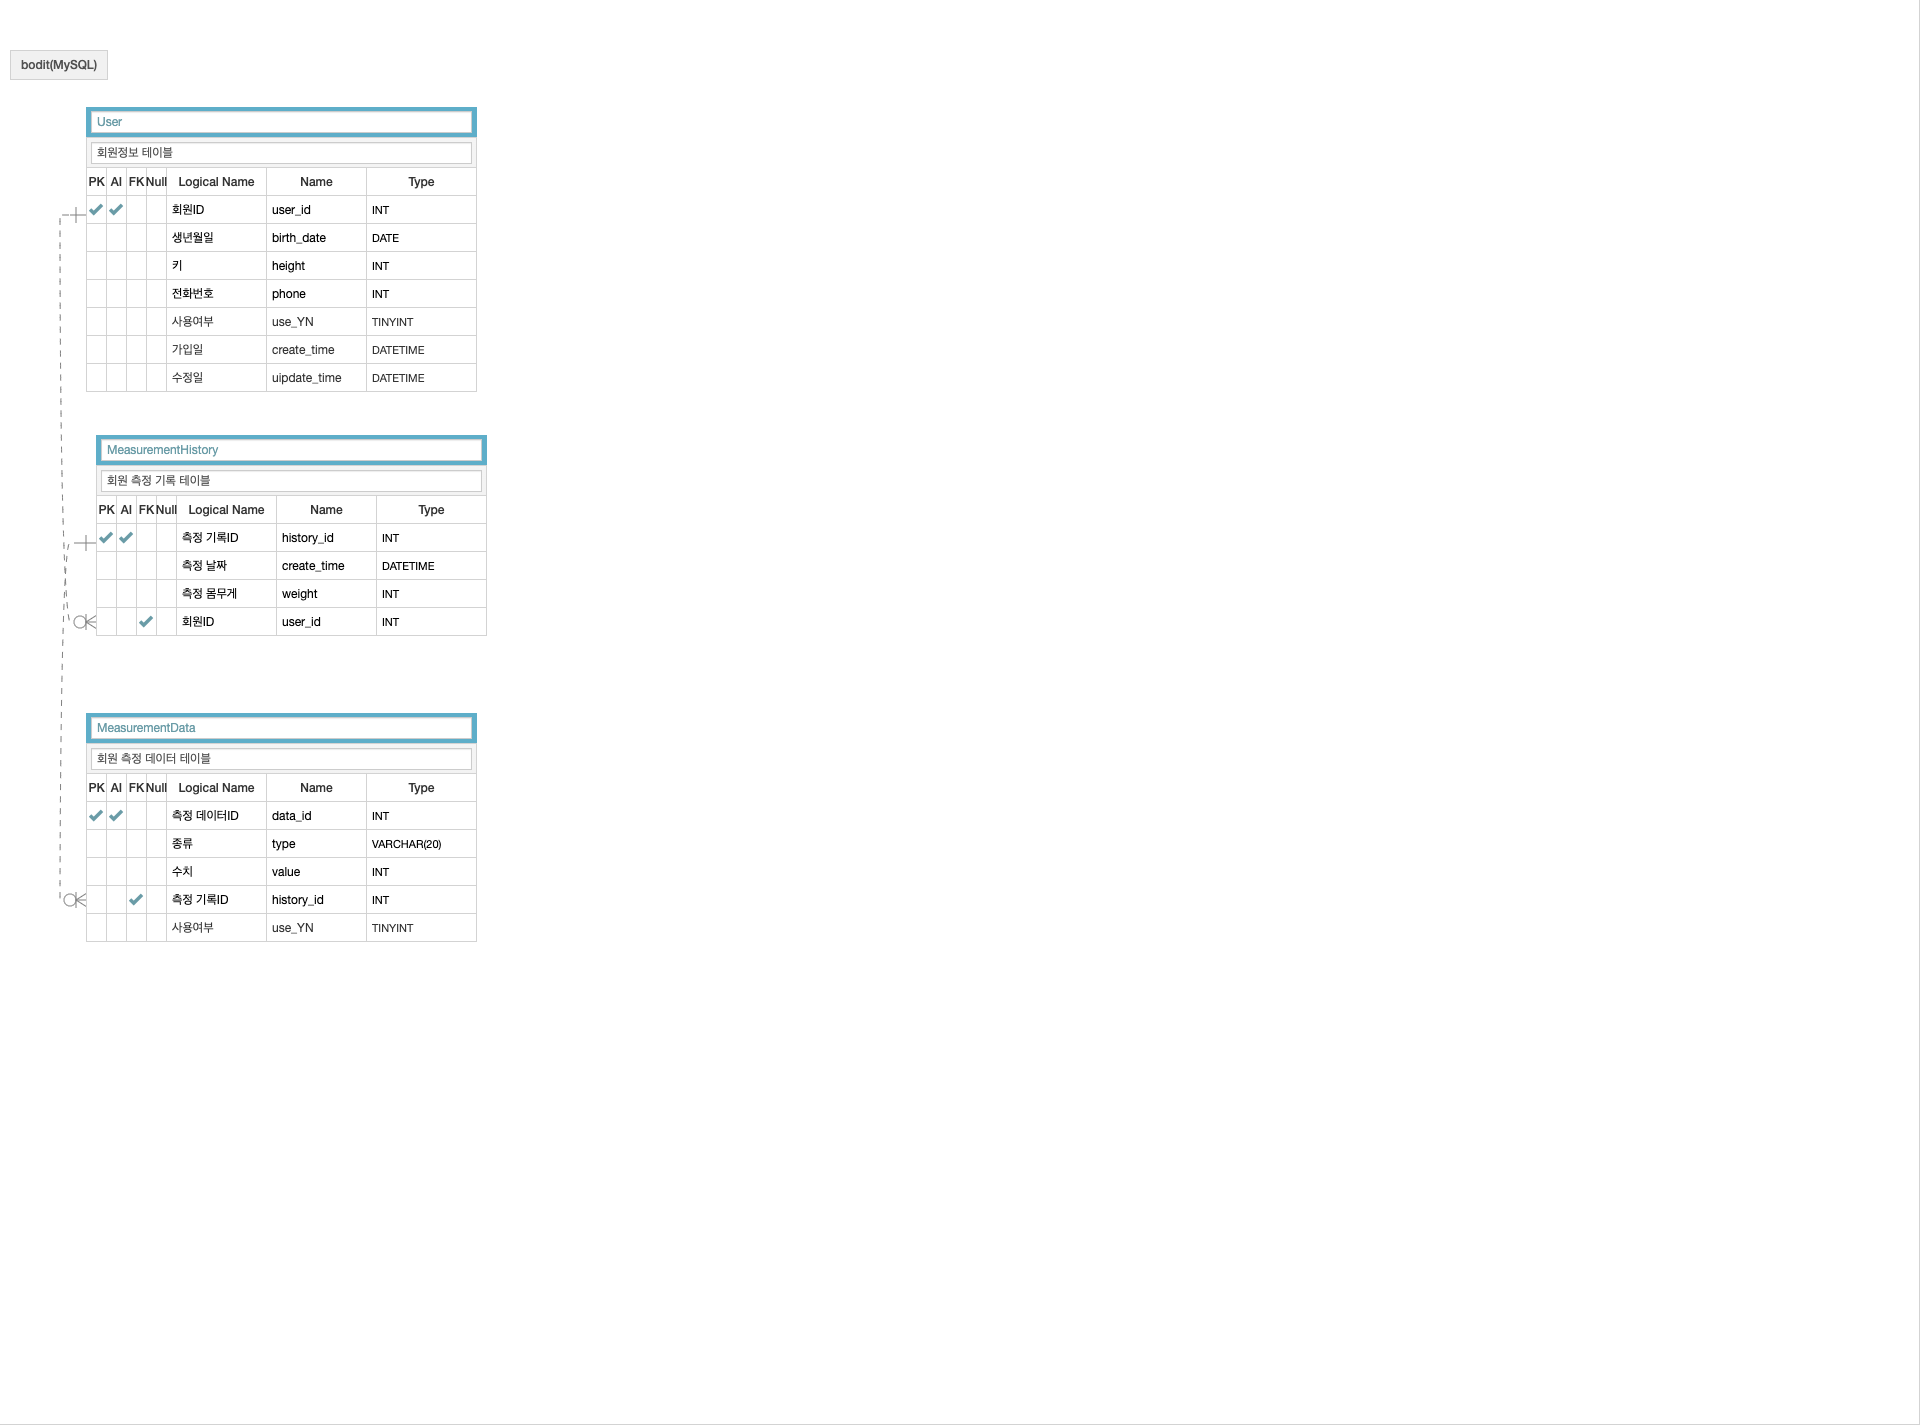 bodit(MySQL)
User
회원정보 테이블
PK AI FK Null Logical Name Name Type
회원ID user_id INT
생년월일 birth_date DATE
키 height INT
전화번호 phone INT
사용여부 use_YN TINYINT
가입일 create_time DATETIME
수정일 uipdate_time DATETIME
MeasurementHistory
회원 측정 기록 테이블
PK AI FK Null Logical Name Name Type
측정 기록ID history_id INT
측정 날짜 create_time DATETIME
측정 몸무게 weight INT
회원ID user_id INT
MeasurementData
회원 측정 데이터 테이블
PK AI FK Null Logical Name Name Type
측정 데이터ID data_id INT
종류 type VARCHAR(20)
수치 value INT
측정 기록ID history_id INT
사용여부 use_YN TINYINT